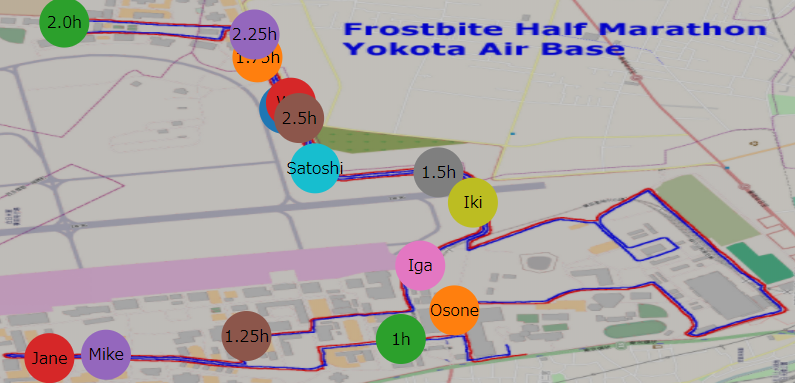 2.0h
2.25h
Frostbite Half Marathon
Yokota Air Base
1.75h
2.5h
Satoshi
1.5h
Iki
Iga
Osone
1.25h
1h
Jane
Mike